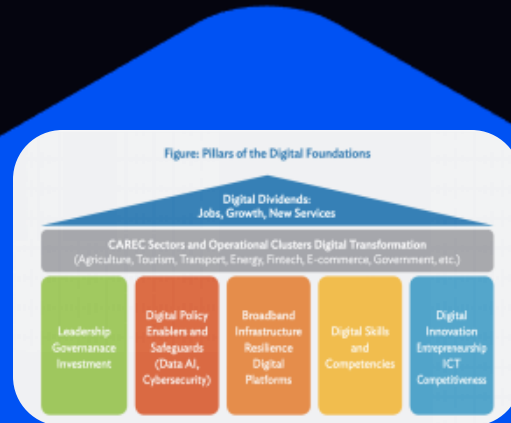 Figure: Pillars of the Digital Foundations
Digital Dividends:
Jobs, Growth, New Services
CAREC Sectors and Operational Clusters Digital Transformation
(Agriculture, Tourism, Transport, Energy, Fintech, E-commerce, Government, etc.)
Leadership
Governanace
Investment
Digital Policy
Enablers and
Safeguards
(Data AI,
Cybersecurity)
Broadband
Infrastructure
Resilience
Digital
Platforms
Digital Skills
and
Competencies
Digital
Innovation
Entrepreneurship
ICT
Competitiveness